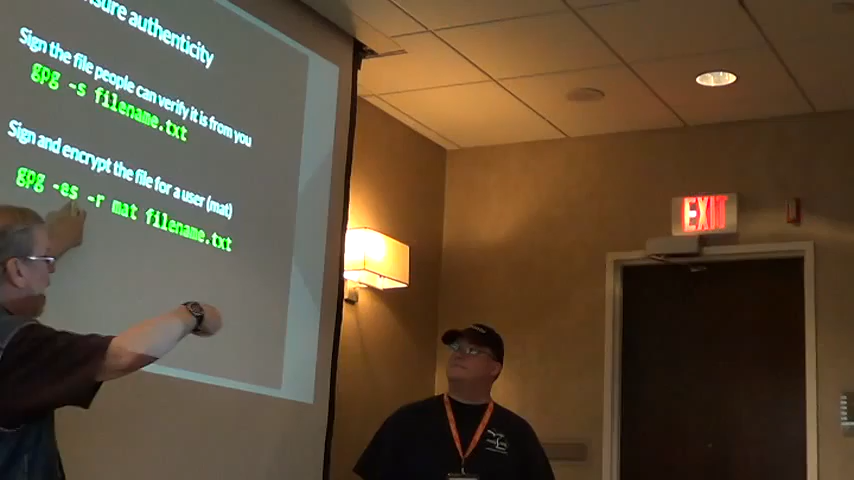 authenticity
Sign the file people can verify it is from you
gpg -s filename.txt
Sign and encrypt the file for a user (mat)
gpg -es -r mat filename.txt
EXIT